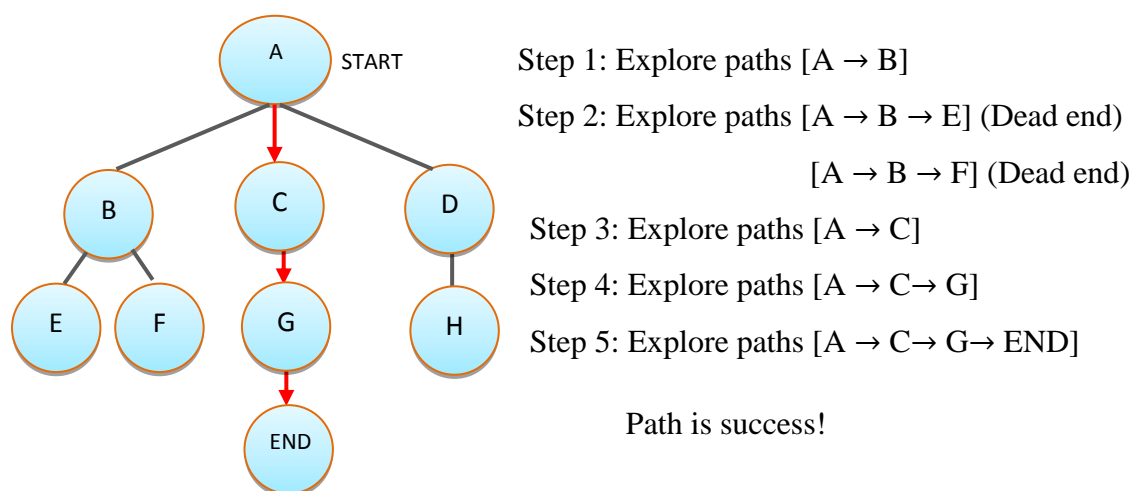 A
START
B
C
D
E
F
G
H
END
Step 1: Explore paths [A → B]
Step 2: Explore paths [A → B → E] (Dead end)
[A → B → F] (Dead end)
Step 3: Explore paths [A → C]
Step 4: Explore paths [A → C→ G]
Step 5: Explore paths [A → C→ G→ END]
Path is success!